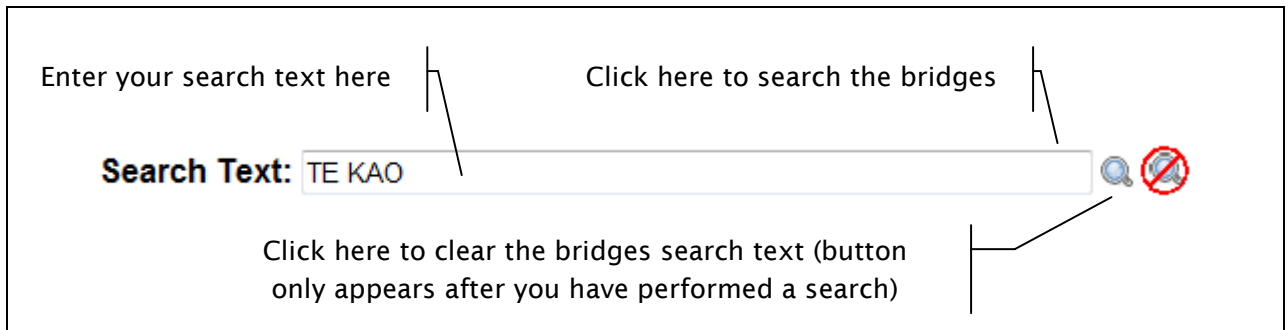 Enter your search text here
Click here to search the bridges
Search Text: TE KAO
Click here to clear the bridges search text (button
only appears after you have performed a search)